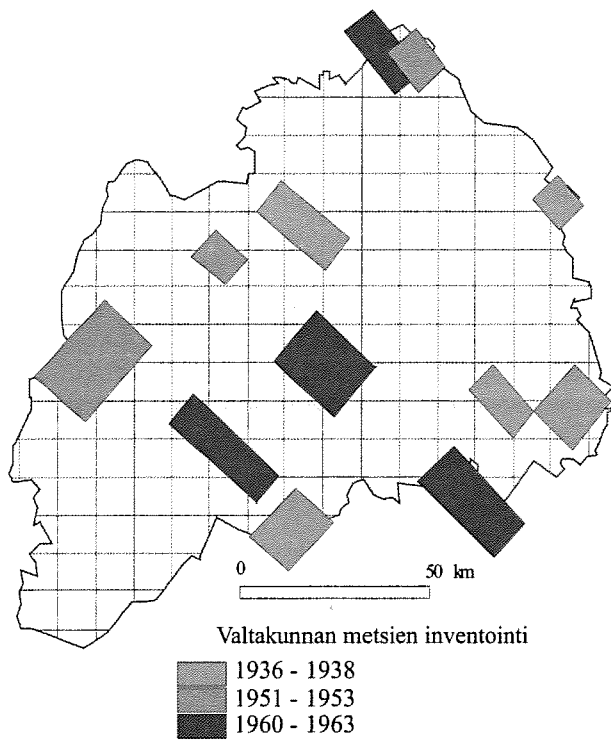 0 50 km
Valtakunnan metsien inventointi
1936 - 1938
1951 - 1953
1960 - 1963